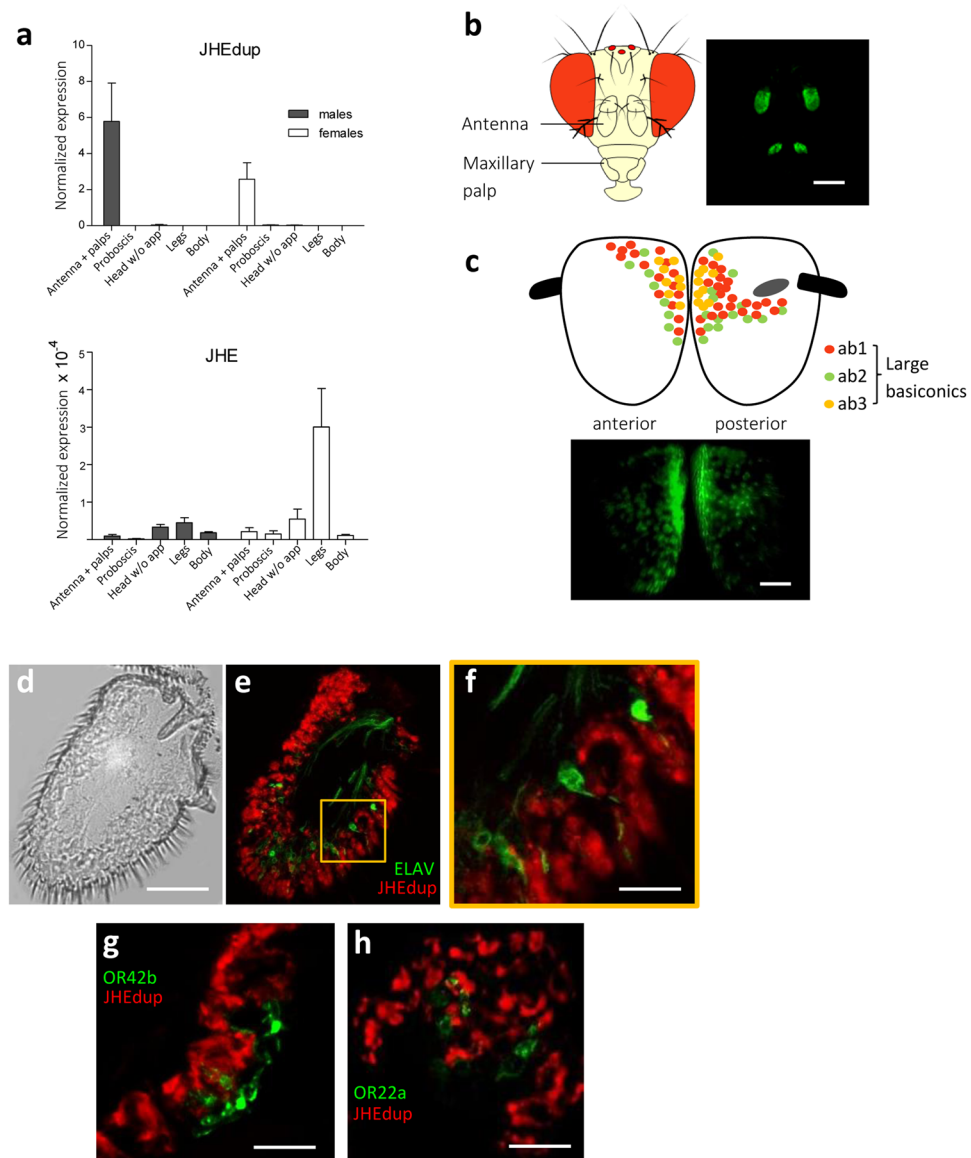 a
JHEdup
10
8
6
4
2
0
Normalized expression
males
females
Antenna + palps
Proboscis
Head w/o app
Legs
Body
Antenna + palps
Proboscis
Head w/o app
Legs
Body
JHE
5
4
3
2
1
Normalized expression x 10-4
Antenna + palps
Proboscis
Head w/o app
Legs
Body
Antenna + palps
Proboscis
Head w/o app
Legs
Body
b
Antenna
Maxillary
palp
c
ab1
ab2
ab3
Large
basiconics
anterior
posterior
d
e
ELAV
JHEdup
f
g
OR42b
JHEdup
h
OR22a
JHEdup